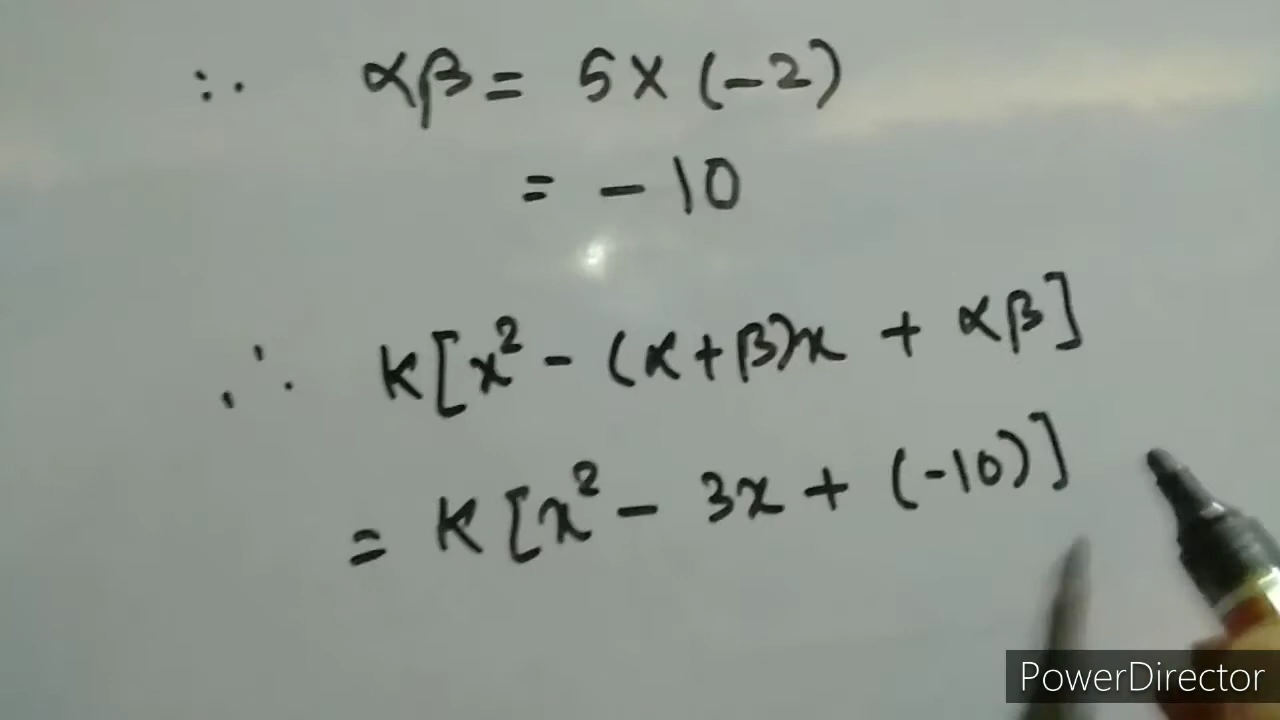 ∴ αβ = 5 × (-2)
= - 10
∴ K[x² - (α+β)x + αβ]
= K[x² - 3x + (-10)]
PowerDirector